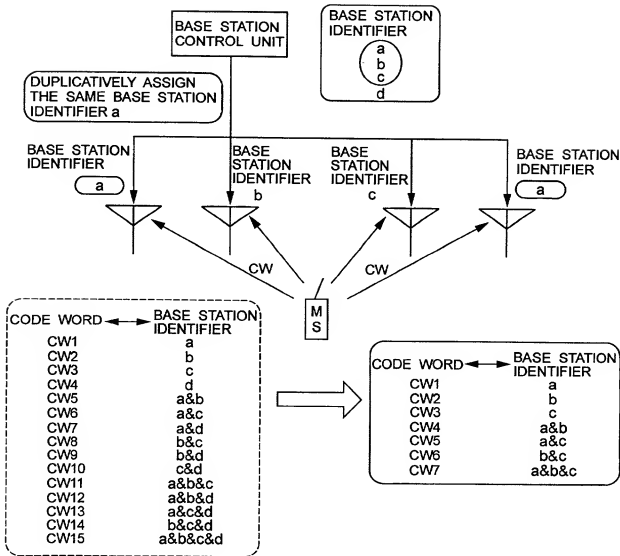 BASE STATION
CONTROL UNIT
BASE STATION
IDENTIFIER
a
b
c
d
DUPLICATIVELY ASSIGN
THE SAME BASE STATION
IDENTIFIER a
BASE STATION
IDENTIFIER
a
BASE
STATION
IDENTIFIER
b
BASE
STATION
IDENTIFIER
c
BASE STATION
IDENTIFIER
a
CW
CW
M
S
CODE WORD BASE STATION
IDENTIFIER
CW1 a
CW2 b
CW3 c
CW4 d
CW5 a&b
CW6 a&c
CW7 a&d
CW8 b&c
CW9 b&d
CW10 c&d
CW11 a&b&c
CW12 a&b&d
CW13 a&c&d
CW14 b&c&d
CW15 a&b&c&d
CODE WORD BASE STATION
IDENTIFIER
CW1 a
CW2 b
CW3 c
CW4 a&b
CW5 a&c
CW6 b&c
CW7 a&b&c